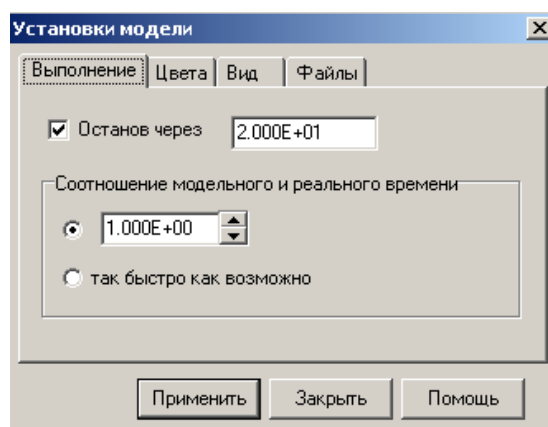 Установки модели
Выполнение Цвета Вид Файлы
Останов через 2.000E+01
Соотношение модельного и реального времени
1.000E+00
так быстро как возможно
Применить Закрыть Помощь